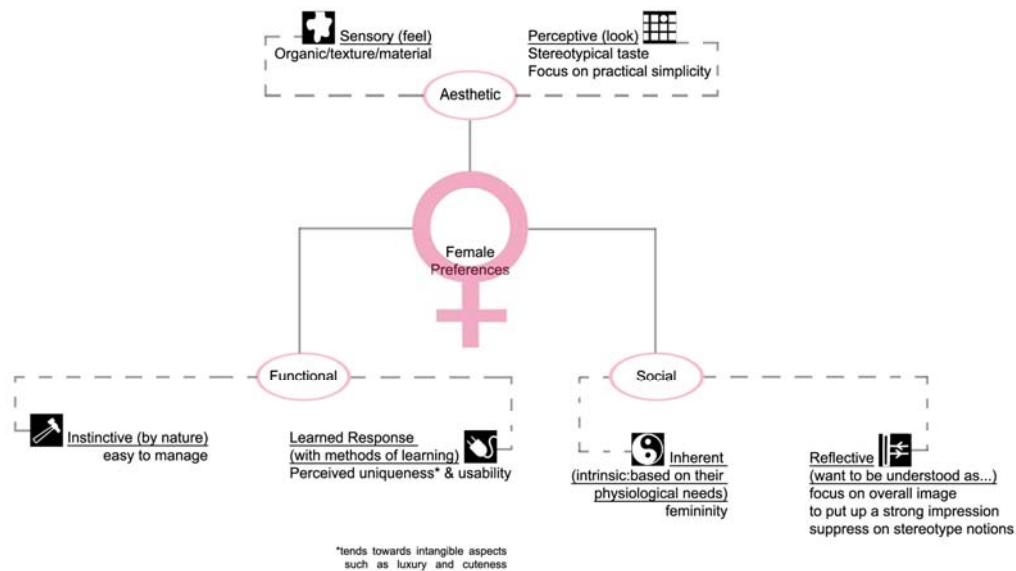 Sensory (feel)
Organic/texture/material
Perceptive (look)
Stereotypical taste
Focus on practical simplicity
Aesthetic
Female
Preferences
Functional
Social
Instinctive (by nature)
easy to manage
Learned Response
(with methods of learning)
Perceived uniqueness* & usability
*tends towards intangible aspects
such as luxury and cuteness
Inherent
(intrinsic:based on their
physiological needs)
femininity
Reflective
(want to be understood as...)
focus on overall image
to put up a strong impression
suppress on stereotype notions